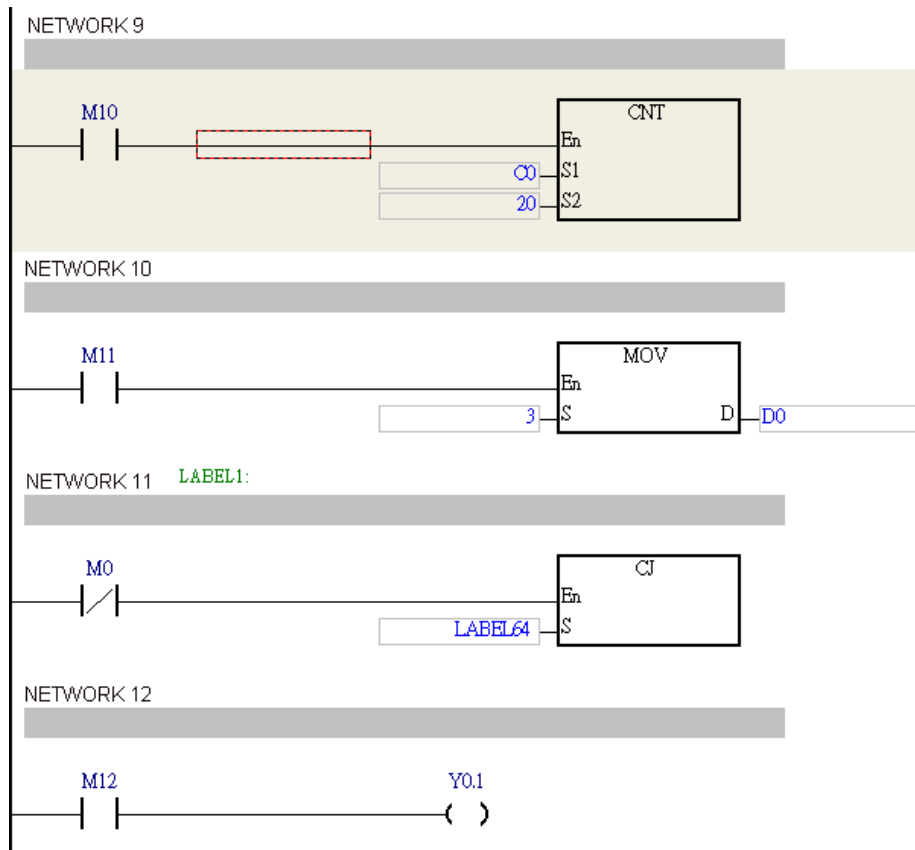 NETWORK 9
M10
CNT
En
C0 S1
20 S2
NETWORK 10
M11
MOV
En
3 S D D0
NETWORK 11 LABEL1:
M0
CJ
En
LABEL64 S
NETWORK 12
M12 Y0.1